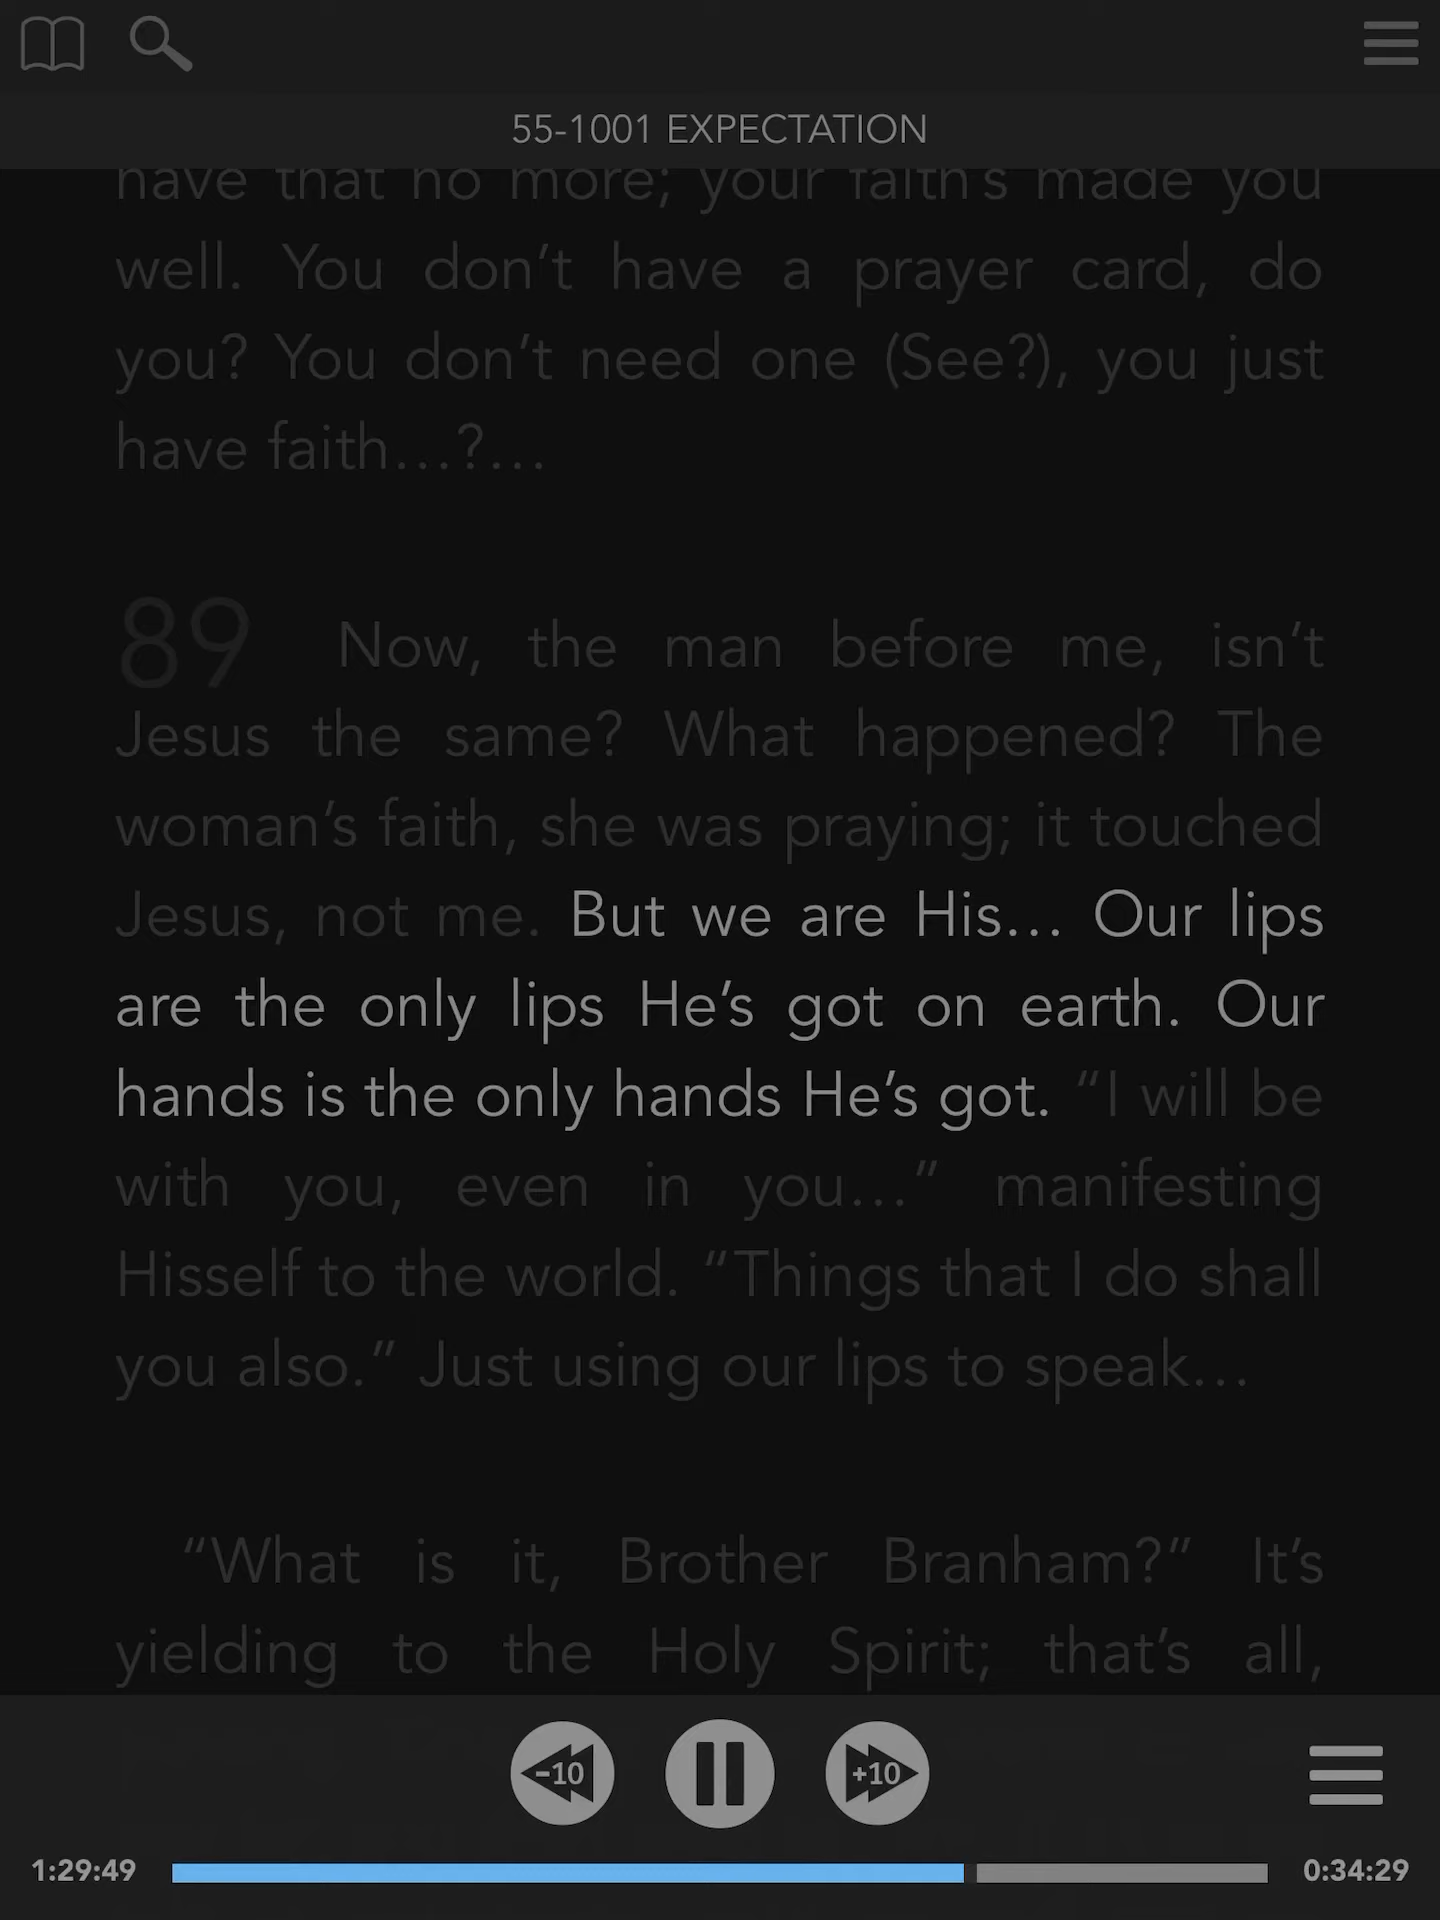 55-1001 EXPECTATION
have that no more; your faith's made you
well. You don't have a prayer card, do
you? You don't need one (See?), you just
have faith…?…
89 Now, the man before me, isn't
Jesus the same? What happened? The
woman's faith, she was praying; it touched
Jesus, not me. But we are His… Our lips
are the only lips He's got on earth. Our
hands is the only hands He's got. “I will be
with you, even in you…” manifesting
Hisself to the world. “Things that I do shall
you also.” Just using our lips to speak…
“What is it, Brother Branham?” It's
yielding to the Holy Spirit; that's all,
-10 +10
1:29:49 0:34:29